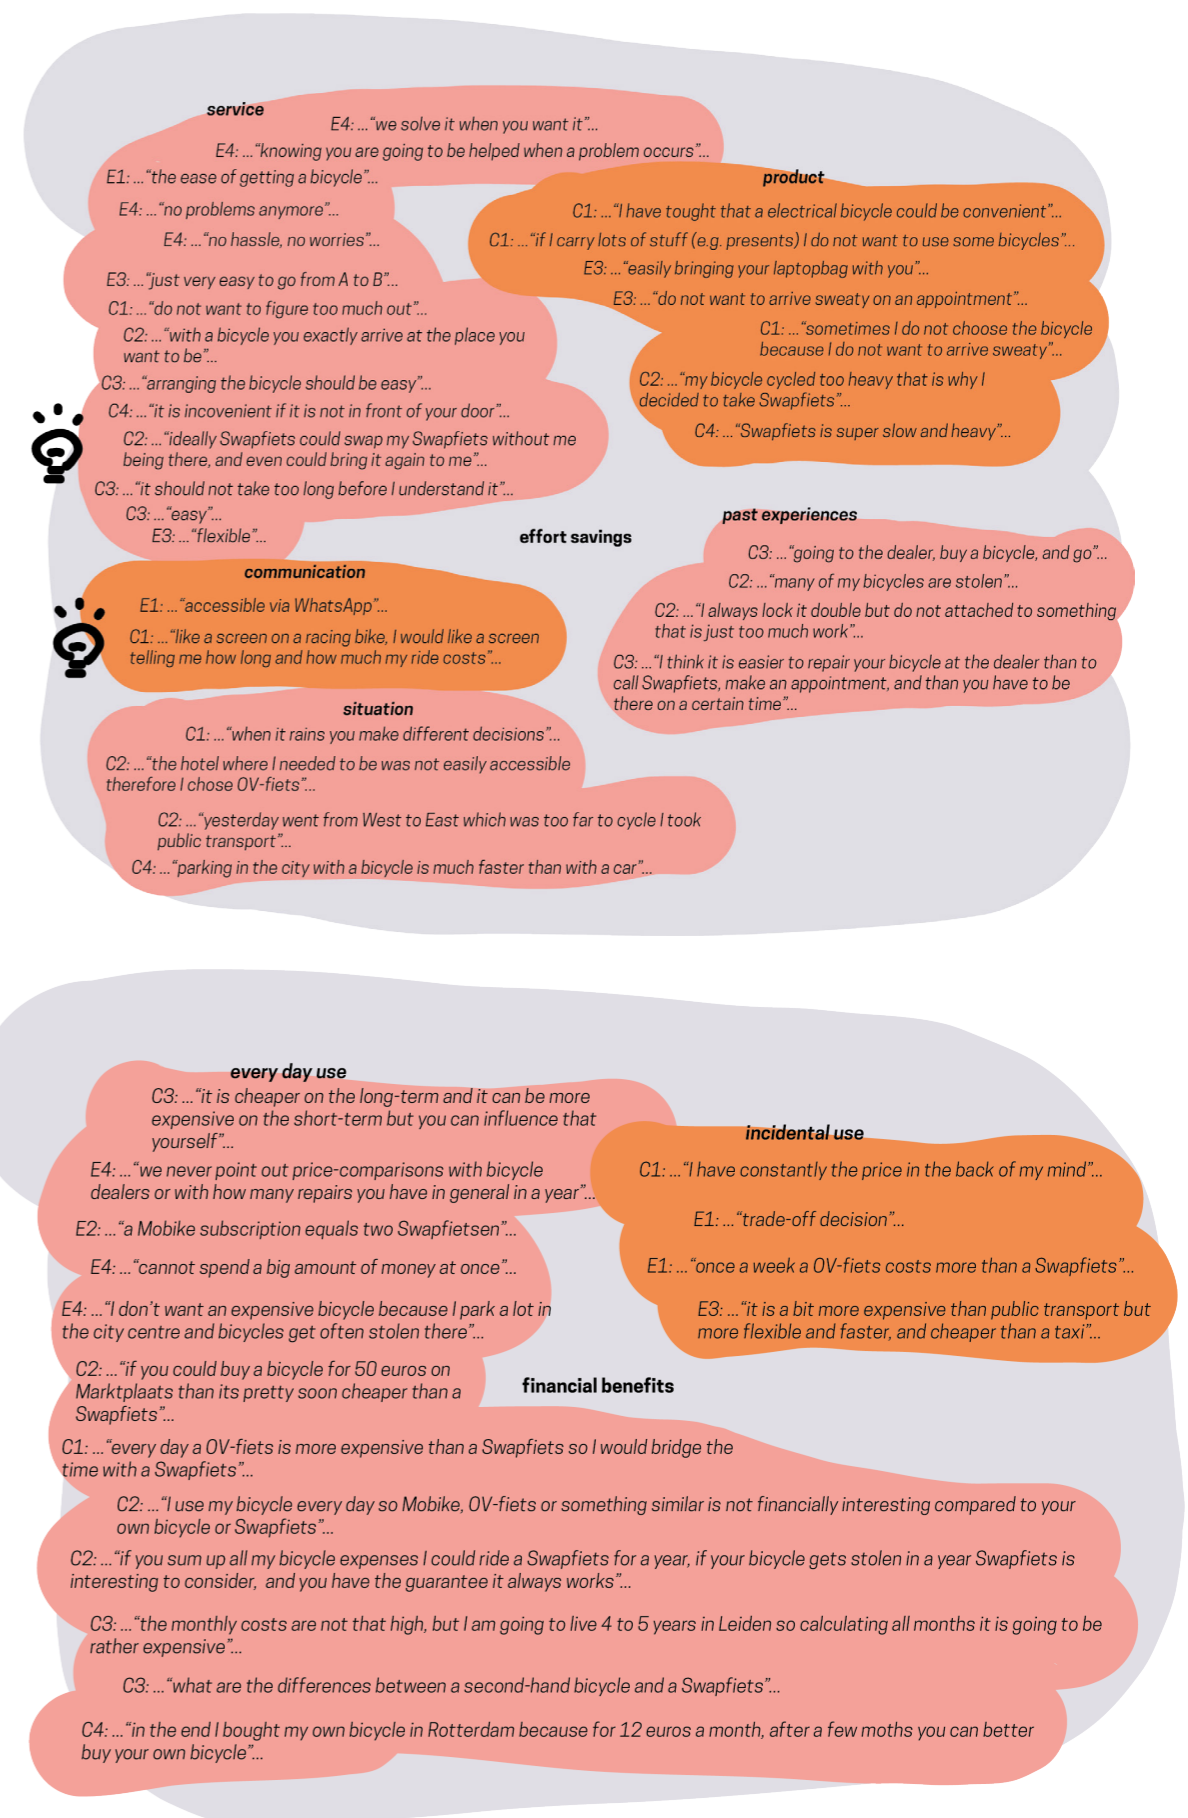 service
E4: ...“we solve it when you want it”...
E4: ...“knowing you are going to be helped when a problem occurs”...
E1: ...“the ease of getting a bicycle”...
E4: ...“no problems anymore”...
E4: ...“no hassle, no worries”...
E3: ...“just very easy to go from A to B”...
C1: ...“do not want to figure too much out”...
C2: ...“with a bicycle you exactly arrive at the place you
want to be”...
C3: ...“arranging the bicycle should be easy”...
C4: ...“it is incovenient if it is not in front of your door”...
C2: ...“ideally Swapfiets could swap my Swapfiets without me
being there, and even could bring it again to me”...
C3: ...“it should not take too long before I understand it”...
C3: ...“easy”...
E3: ...“flexible”...
product
C1: ...“I have tought that a electrical bicycle could be convenient”...
C1: ...“if I carry lots of stuff (e.g. presents) I do not want to use some bicycles”...
E3: ...“easily bringing your laptopbag with you”...
E3: ...“do not want to arrive sweaty on an appointment”...
C1: ...“sometimes I do not choose the bicycle
because I do not want to arrive sweaty”...
C2: ...“my bicycle cycled too heavy that is why I
decided to take Swapfiets”...
C4: ...“Swapfiets is super slow and heavy”...
effort savings
past experiences
C3: ...“going to the dealer, buy a bicycle, and go”...
C2: ...“many of my bicycles are stolen”...
C2: ...“I always lock it double but do not attached to something
that is just too much work”...
C3: ...“I think it is easier to repair your bicycle at the dealer than to
call Swapfiets, make an appointment, and than you have to be
there on a certain time”...
communication
E1: ...“accessible via WhatsApp”...
C1: ...“like a screen on a racing bike, I would like a screen
telling me how long and how much my ride costs”...
situation
C1: ...“when it rains you make different decisions”...
C2: ...“the hotel where I needed to be was not easily accessible
therefore I chose OV-fiets”...
C2: ...“yesterday went from West to East which was too far to cycle I took
public transport”...
C4: ...“parking in the city with a bicycle is much faster than with a car”...
every day use
C3: ...“it is cheaper on the long-term and it can be more
expensive on the short-term but you can influence that
yourself”...
E4: ...“we never point out price-comparisons with bicycle
dealers or with how many repairs you have in general in a year”...
E2: ...“a Mobike subscription equals two Swapfietsen”...
E4: ...“cannot spend a big amount of money at once”...
E4: ...“I don’t want an expensive bicycle because I park a lot in
the city centre and bicycles get often stolen there”...
C2: ...“if you could buy a bicycle for 50 euros on
Marktplaats than its pretty soon cheaper than a
Swapfiets”...
incidental use
C1: ...“I have constantly the price in the back of my mind”...
E1: ...“trade-off decision”...
E1: ...“once a week a OV-fiets costs more than a Swapfiets”...
E3: ...“it is a bit more expensive than public transport but
more flexible and faster, and cheaper than a taxi”...
financial benefits
C1: ...“every day a OV-fiets is more expensive than a Swapfiets so I would bridge the
time with a Swapfiets”...
C2: ...“I use my bicycle every day so Mobike, OV-fiets or something similar is not financially interesting compared to your
own bicycle or Swapfiets”...
C2: ...“if you sum up all my bicycle expenses I could ride a Swapfiets for a year, if your bicycle gets stolen in a year Swapfiets is
interesting to consider, and you have the guarantee it always works”...
C3: ...“the monthly costs are not that high, but I am going to live 4 to 5 years in Leiden so calculating all months it is going to be
rather expensive”...
C3: ...“what are the differences between a second-hand bicycle and a Swapfiets”...
C4: ...“in the end I bought my own bicycle in Rotterdam because for 12 euros a month, after a few moths you can better
buy your own bicycle”...